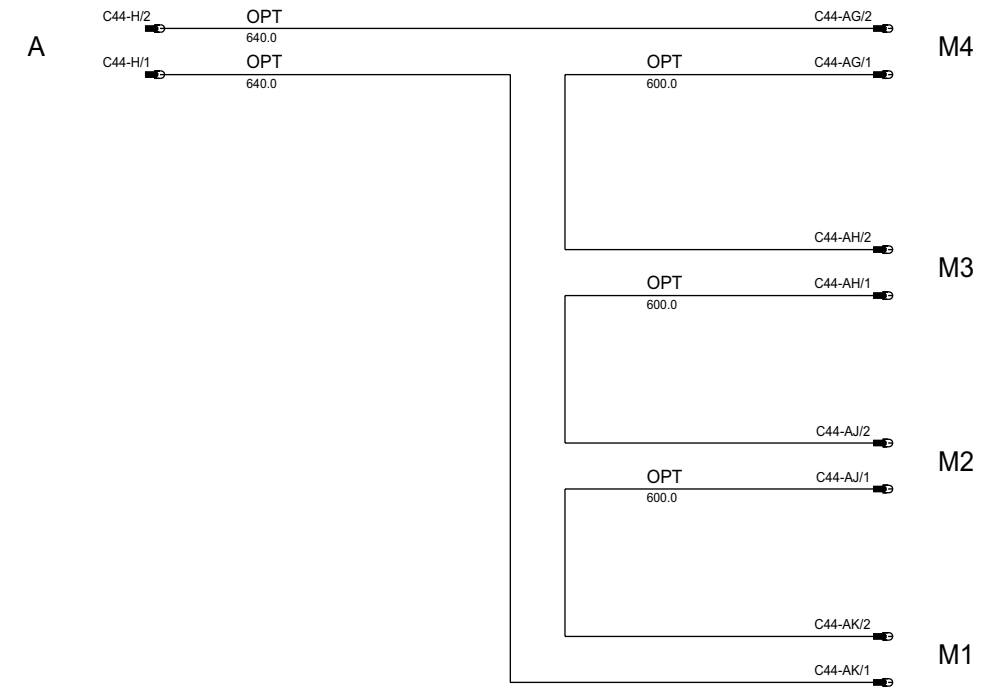 C44-H/2 OPT C44-AG/2
640.0
A M4
C44-H/1 OPT OPT C44-AG/1
640.0 600.0
C44-AH/2
M3
OPT C44-AH/1
600.0
C44-AJ/2
M2
OPT C44-AJ/1
600.0
C44-AK/2
M1
C44-AK/1